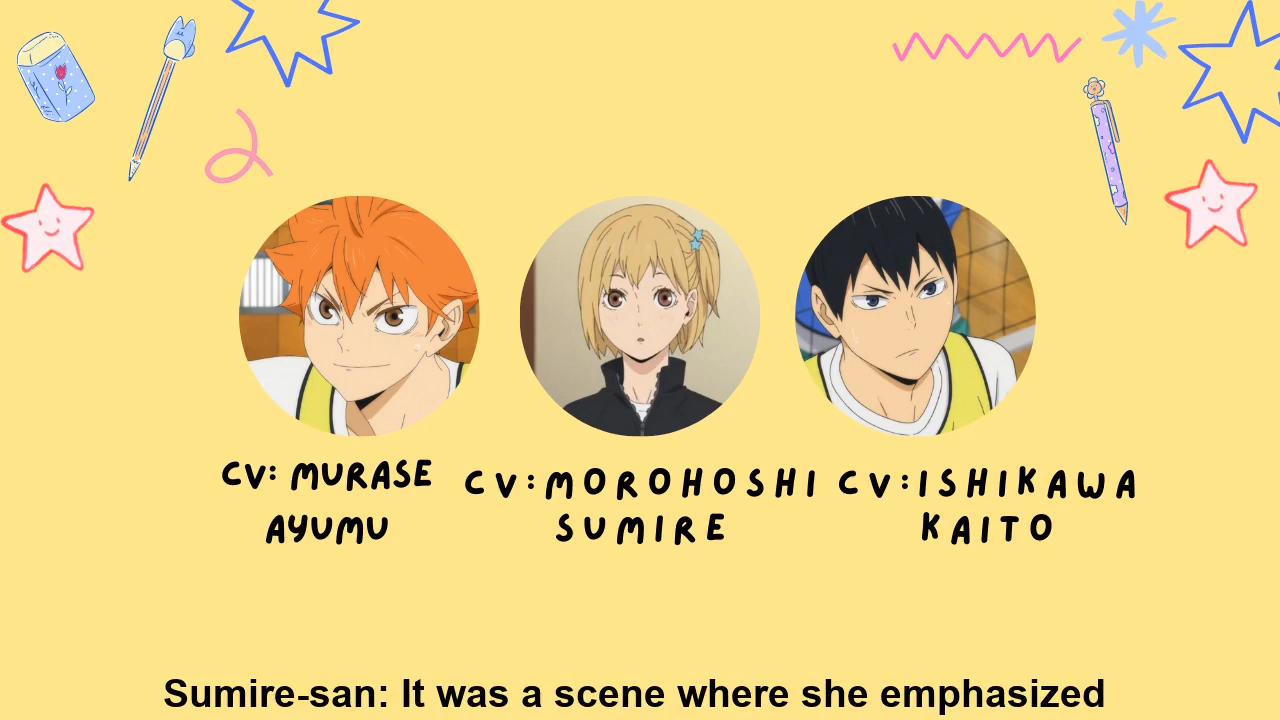 CV: MURASE
AYUMU
CV:MOROHOSHI
SUMIRE
CV:ISHIKAWA
KAITO
Sumire-san: It was a scene where she emphasized